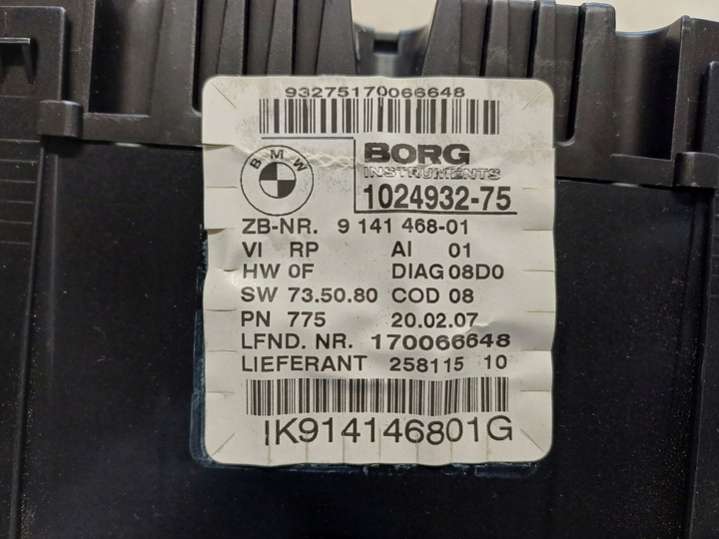 93275170066648
BMW
BORG
INSTRUMENTS
1024932-75
ZB-NR. 9 141 468-01
VI RP AI 01
HW 0F DIAG 08D0
SW 73.50.80 COD 08
PN 775 20.02.07
LFND. NR. 170066648
LIEFERANT 258115 10
IK914146801G